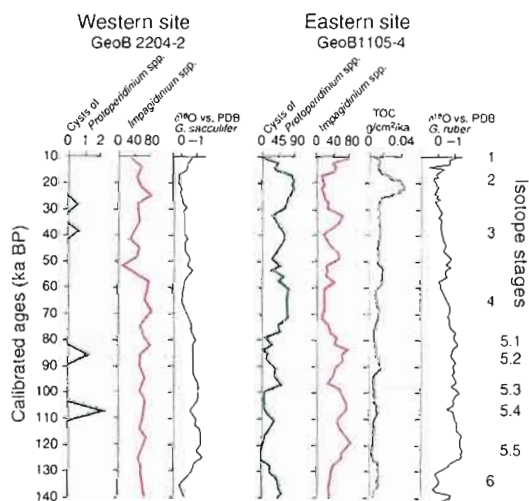 Western site
GeoB 2204-2
Eastern site
GeoB1105-4
Cysts of
Protoperidinium spp.
Impagidinium spp.
δ18O vs. PDB
G. sacculifer
Cysts of
Protoperidinium spp.
Impagidinium spp.
TOC
g/cm2/ka
δ18O vs. PDB
G. ruber
0 1 2
0 40 80
0 −1
0 45 90
0 40 80
0 0.04
0 −1
Calibrated ages (ka BP)
10
20
30
40
50
60
70
80
90
100
110
120
130
140
1
2
3
4
5.1
5.2
5.3
5.4
5.5
6
Isotope stages